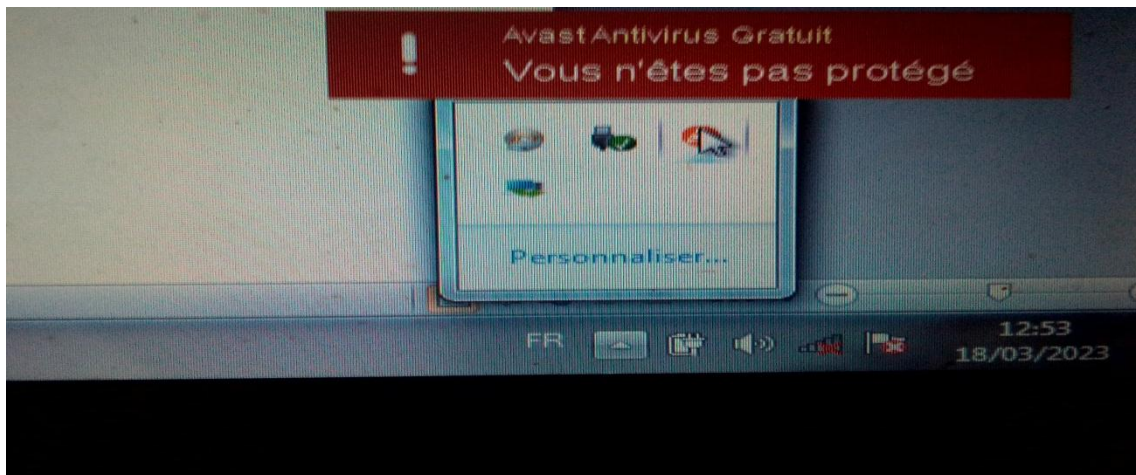 Avast Antivirus Gratuit
Vous n'êtes pas protégé
Personnaliser...
FR
12:53
18/03/2023